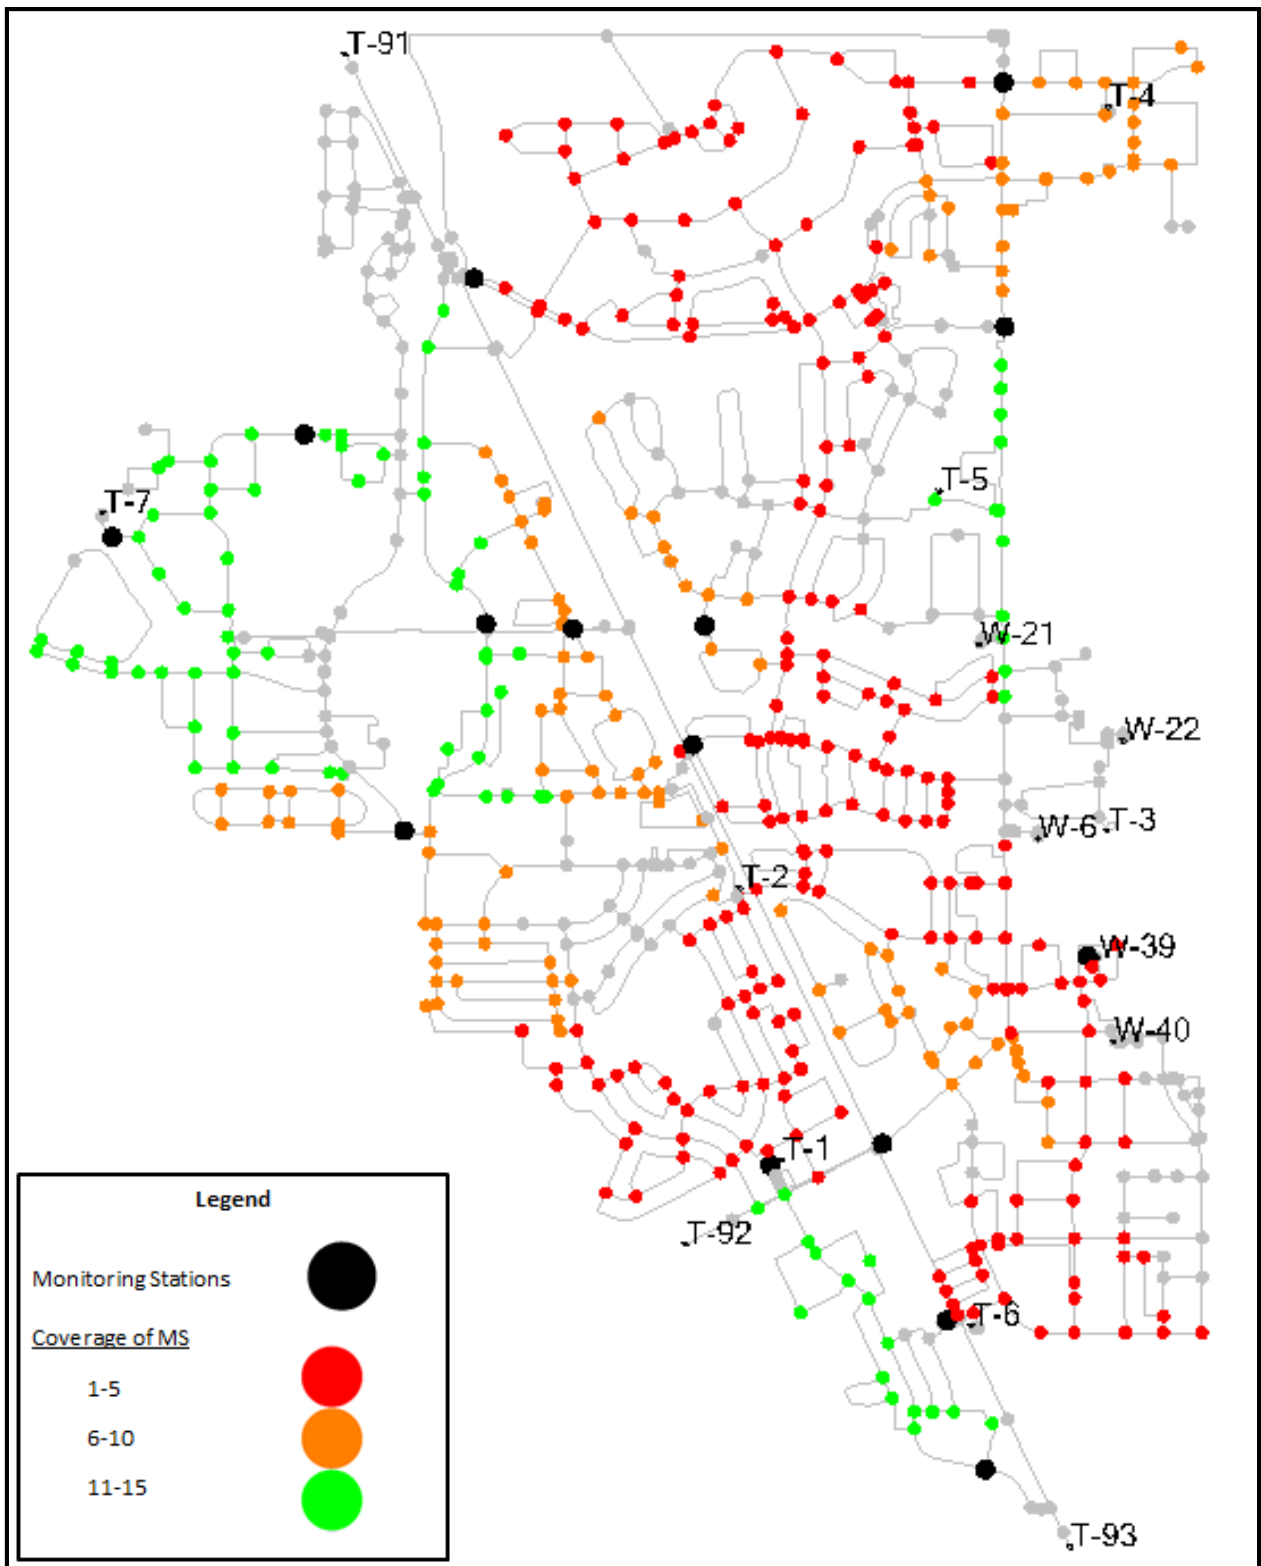 T-91
T-4
T-5
T-7
W-21
W-22
W-6
T-3
T-2
W-39
W-40
T-1
T-92
T-6
T-93
Legend
Monitoring Stations
Coverage of MS
1-5
6-10
11-15